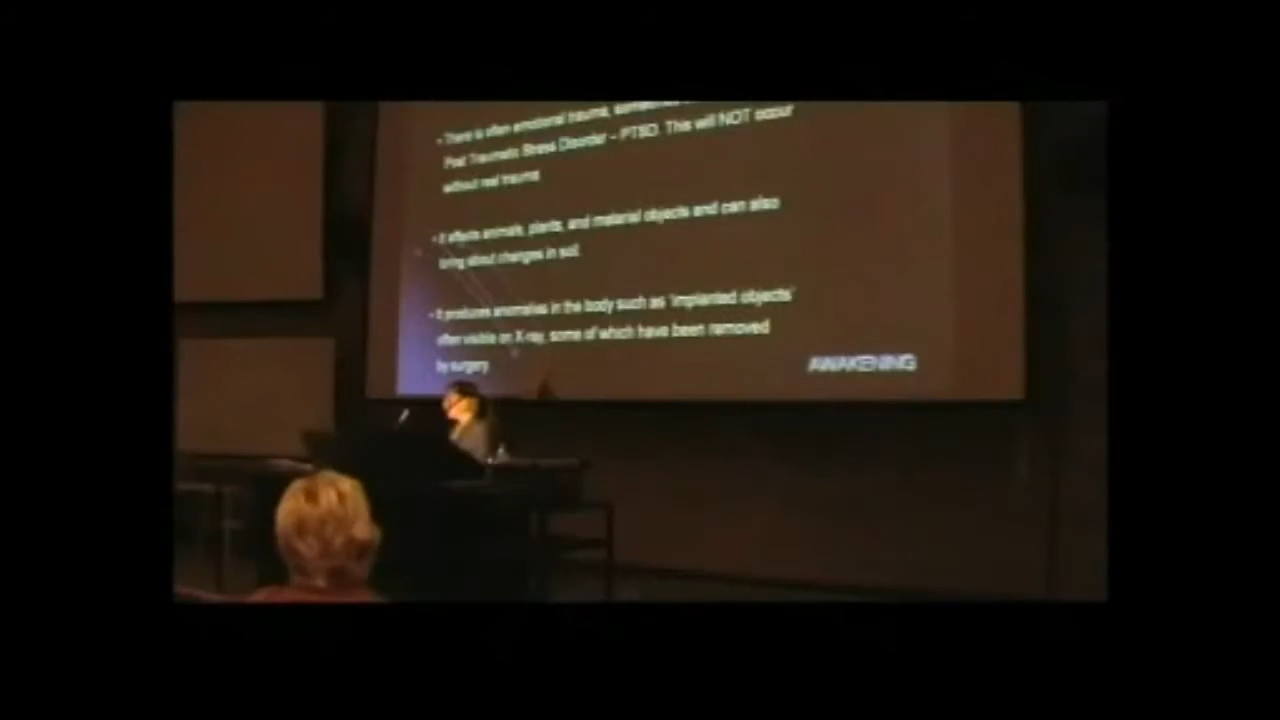 • There is often emotional trauma, sometimes
Post Traumatic Stress Disorder – PTSD. This will NOT occur
without real trauma
• It effects animals, plants, and material objects and can also
bring about changes in soil.
• It produces anomalies in the body such as 'implanted objects'
often visible on X-ray, some of which have been removed
by surgery
AWAKENING